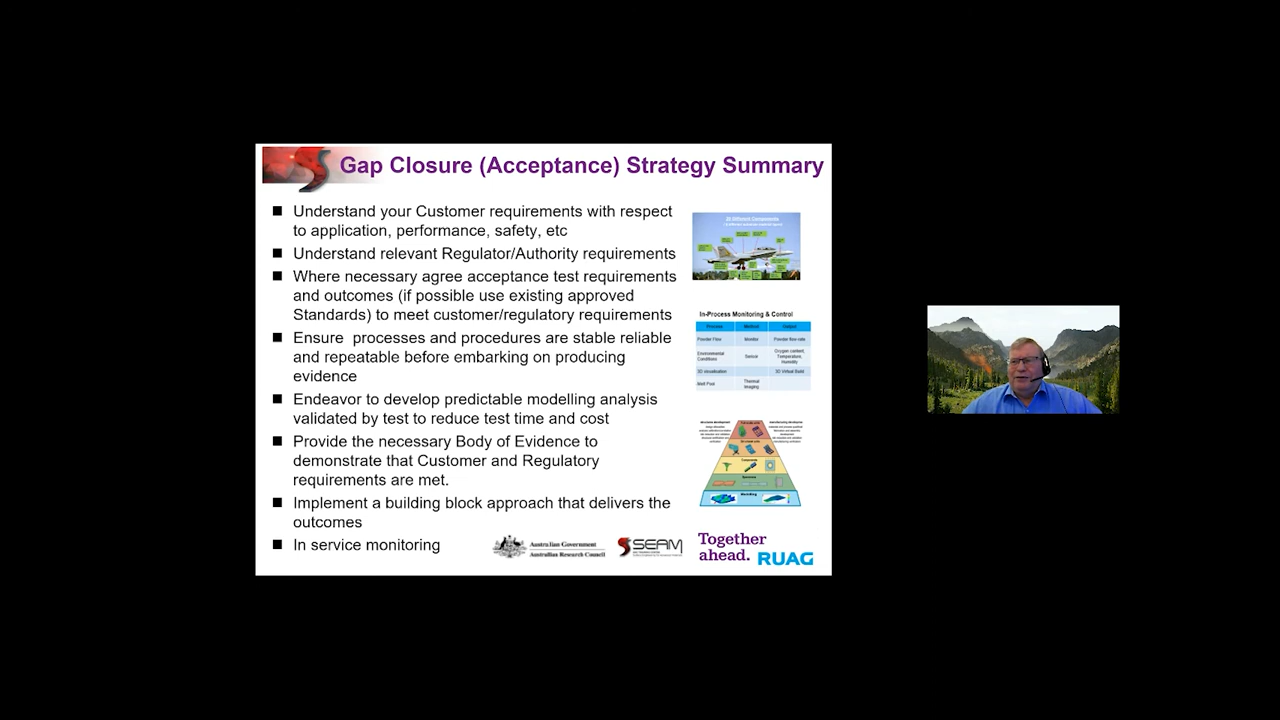 Gap Closure (Acceptance) Strategy Summary
Understand your Customer requirements with respect
to application, performance, safety, etc
Undestand relevant Regulator/Authority requirements
Where necessary agree acceptance test requirements
and outcomes (if possible use existing approved
Standards) to meet customer/regulatory requirements
Ensure processes and procedures are stable reliable
and repeatable before embarking on producing
evidence
Endeavor to develop predictable modelling analysis
validated by test to reduce test time and cost
Provide the necessary Body of Evidence to
demonstrate that Customer and Regulatory
requirements are met.
Implement a building block approach that delivers the
outcomes
In service monitoring
In-Process Monitoring & Control
Process Method Output
Powder Flow Monitor Powder flow rate
Environmental
Conditions
Sensor
Oxygen content,
Temperature,
Humidity
3D visualisation 3D Virtual Build
Melt Pool
Thermal
Imaging
Modelling
Australian Government
Australian Research Council
SEAM
Together
ahead. RUAG